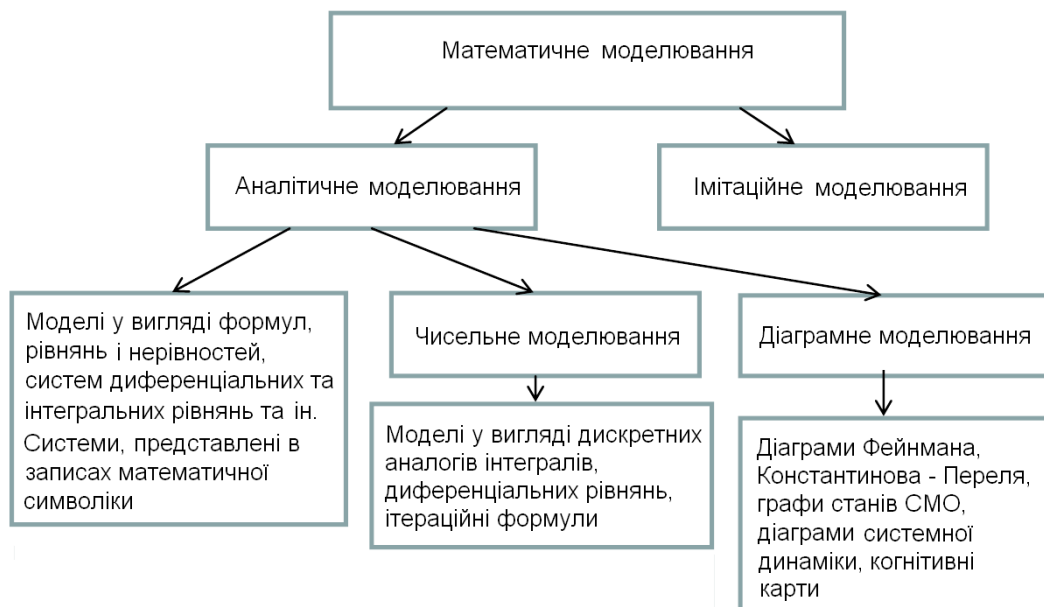 Математичне моделювання
Аналітичне моделювання
Імітаційне моделювання
Моделі у вигляді формул,
рівнянь і нерівностей,
систем диференціальних та
інтегральних рівнянь та ін.
Системи, представлені в
записах математичної
символіки
Чисельне моделювання
Діаграмне моделювання
Моделі у вигляді дискретних
аналогів інтегралів,
диференціальних рівнянь,
ітераційні формули
Діаграми Фейнмана,
Константинова - Переля,
графи станів СМО,
діаграми системної
динаміки, когнітивні
карти